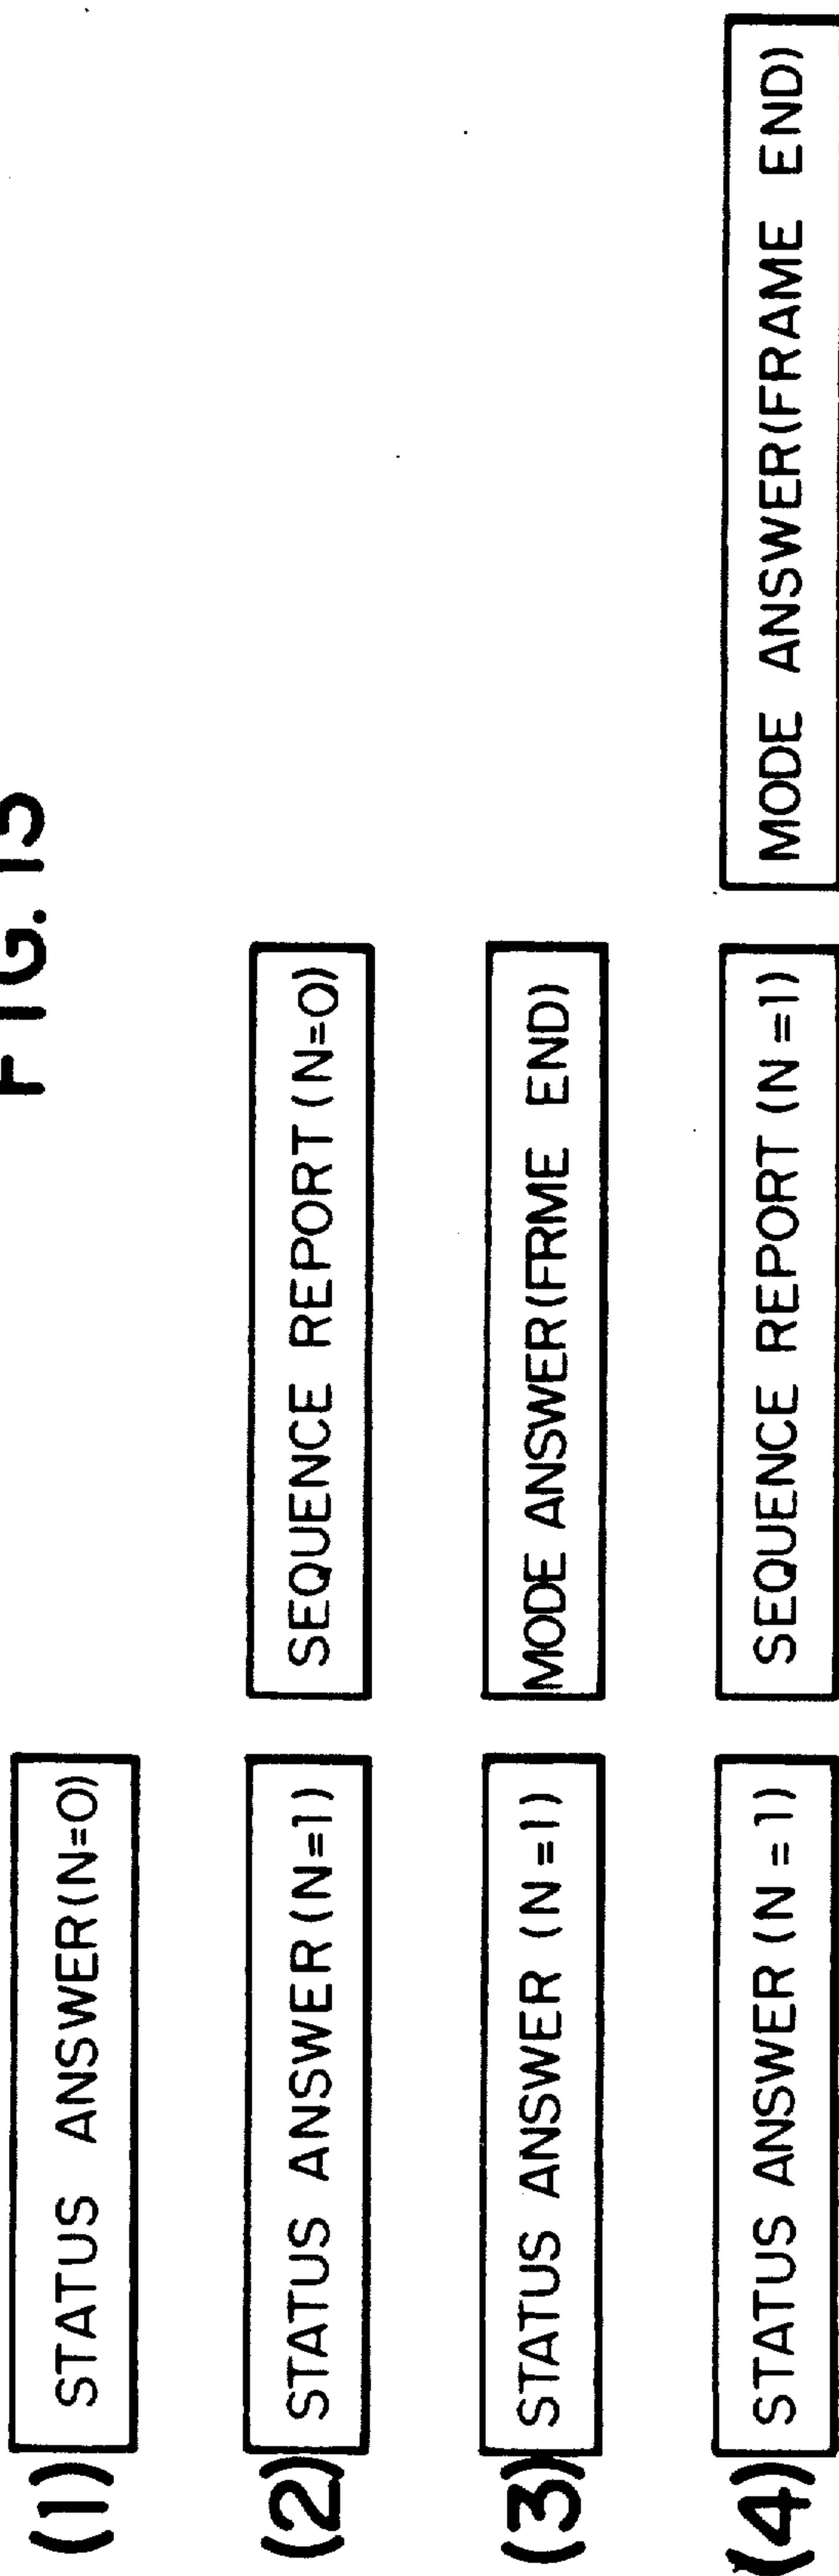 FIG. 15
(1) STATUS ANSWER (N=0)
(2) STATUS ANSWER (N=1) SEQUENCE REPORT (N=0)
(3) STATUS ANSWER (N=1) MODE ANSWER(FRME END)
(4) STATUS ANSWER (N=1) SEQUENCE REPORT (N=1) MODE ANSWER(FRAME END)